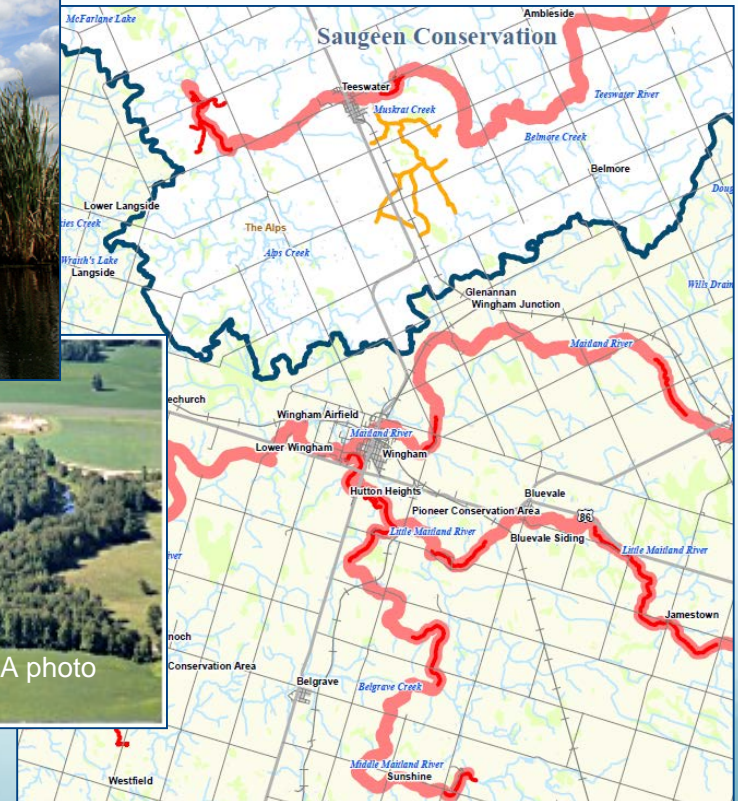 McFarlane Lake
Ambleside
Saugeen Conservation
Teeswater
Teeswater River
Muskrat Creek
Belmore Creek
Belmore
Lower Langside
The Alps
Alps Creek
Wraith's Lake
Langside
Glenannan
Wills Drain
Wingham Junction
Maitland River
Wingham Airfield
Maitland River
Lower Wingham
Wingham
Hutton Heights
Bluevale
Pioneer Conservation Area
86
Little Maitland River
Bluevale Siding
Little Maitland River
Jamestown
A photo
Conservation Area
Belgrave
Belgrave Creek
Middle Maitland River
Sunshine
Westfield